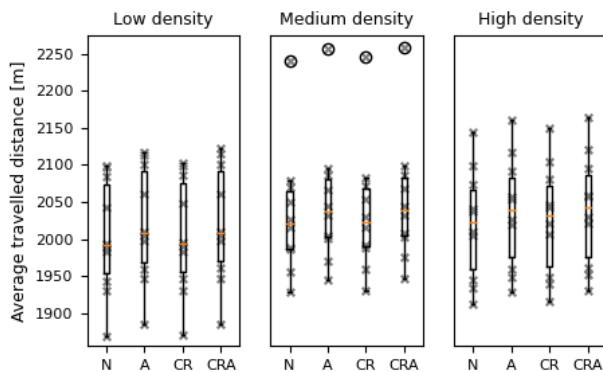 Low density
Medium density
High density
Average travelled distance [m]
2250
2200
2150
2100
2050
2000
1950
1900
N A CR CRA
N A CR CRA
N A CR CRA